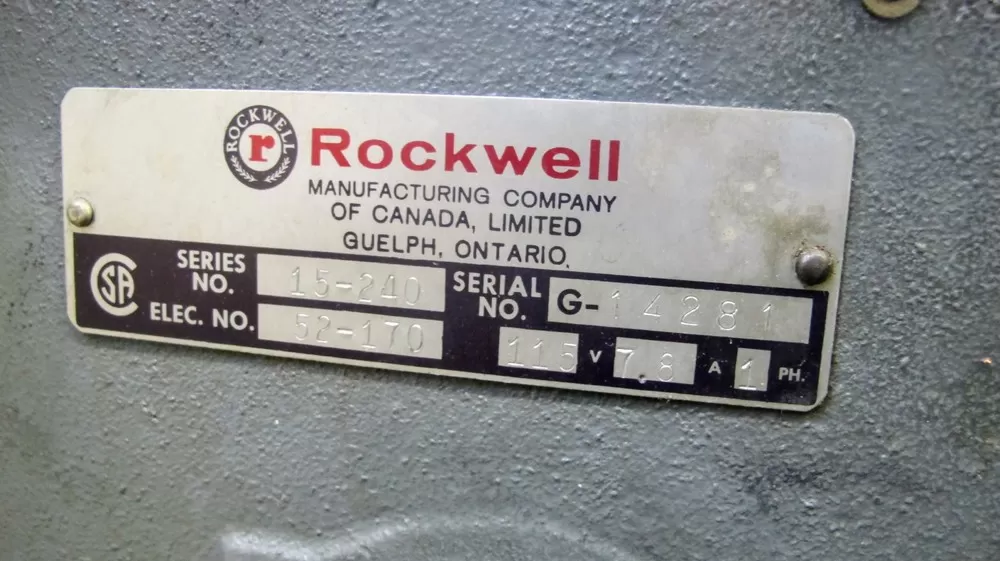 ROCKWELL
r
Rockwell
MANUFACTURING COMPANY
OF CANADA, LIMITED
GUELPH, ONTARIO.
SA
SERIES NO. 15-240
SERIAL NO. G-14281
ELEC. NO. 52-170
115 V 7.8 A 1 PH.